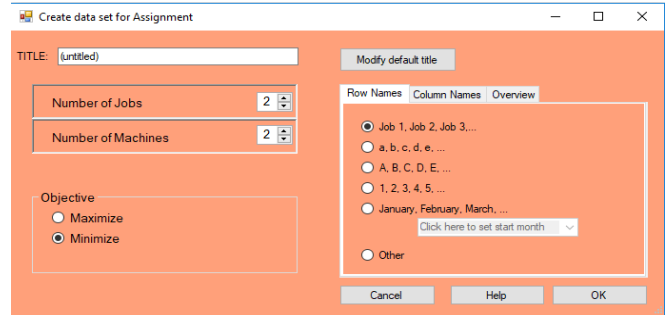 Create data set for Assignment
TITLE: (untitled)
Modify default title
Number of Jobs 2
Number of Machines 2
Objective
Maximize
Minimize
Row Names Column Names Overview
Job 1, Job 2, Job 3,...
a, b, c, d, e, ...
A, B, C, D, E, ...
1, 2, 3, 4, 5, ...
January, February, March, ...
Click here to set start month
Other
Cancel Help OK